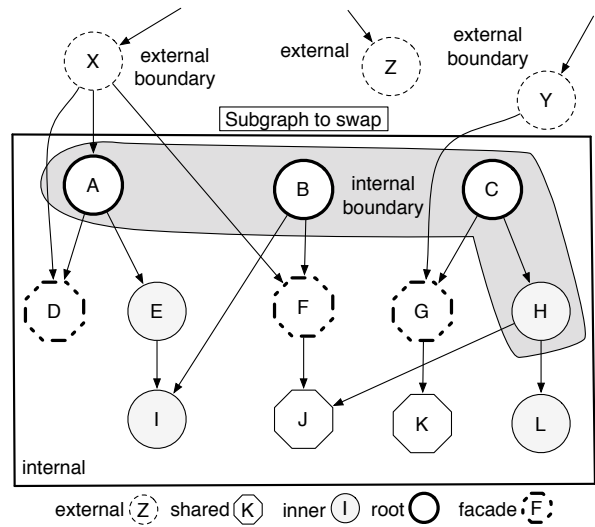 X
external
boundary
external
Z
external
boundary
Y
Subgraph to swap
A
B
internal
boundary
C
D
E
F
G
H
I
J
K
L
internal
external Z shared K inner I root facade F